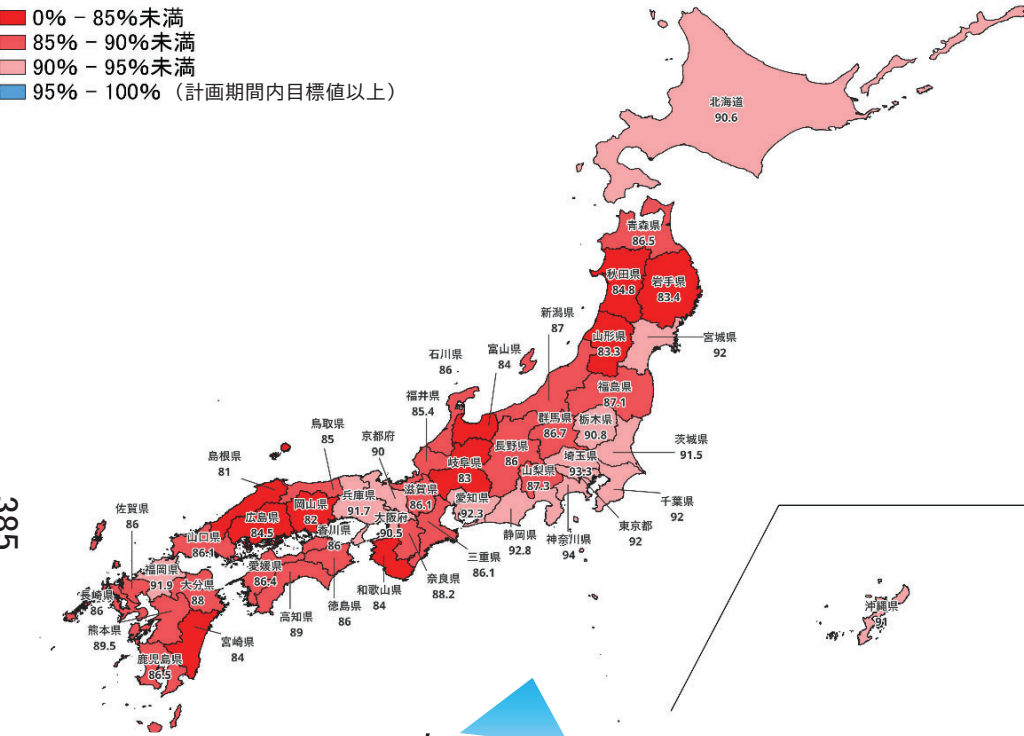 0% – 85%未満
85% – 90%未満
90% – 95%未満
95% – 100% （計画期間内目標値以上）
北海道
90.6
青森県
86.5
秋田県
84.8
岩手県
83.4
山形県
83.3
宮城県
92
新潟県
87
福島県
87.1
石川県
86
富山県
84
福井県
85.4
群馬県
86.7
栃木県
90.8
茨城県
91.5
長野県
86
埼玉県
93.3
岐阜県
83
山梨県
87.3
千葉県
92
東京都
92
神奈川県
94
静岡県
92.8
愛知県
92.3
三重県
86.1
滋賀県
86.1
京都府
90
大阪府
90.5
兵庫県
91.7
奈良県
88.2
和歌山県
84
鳥取県
85
島根県
81
岡山県
82
広島県
84.5
山口県
86.1
香川県
86
徳島県
86
愛媛県
86.4
高知県
89
佐賀県
86
福岡県
91.9
大分県
88
長崎県
86
熊本県
89.5
宮崎県
84
鹿児島県
86.5
沖縄県
91
385